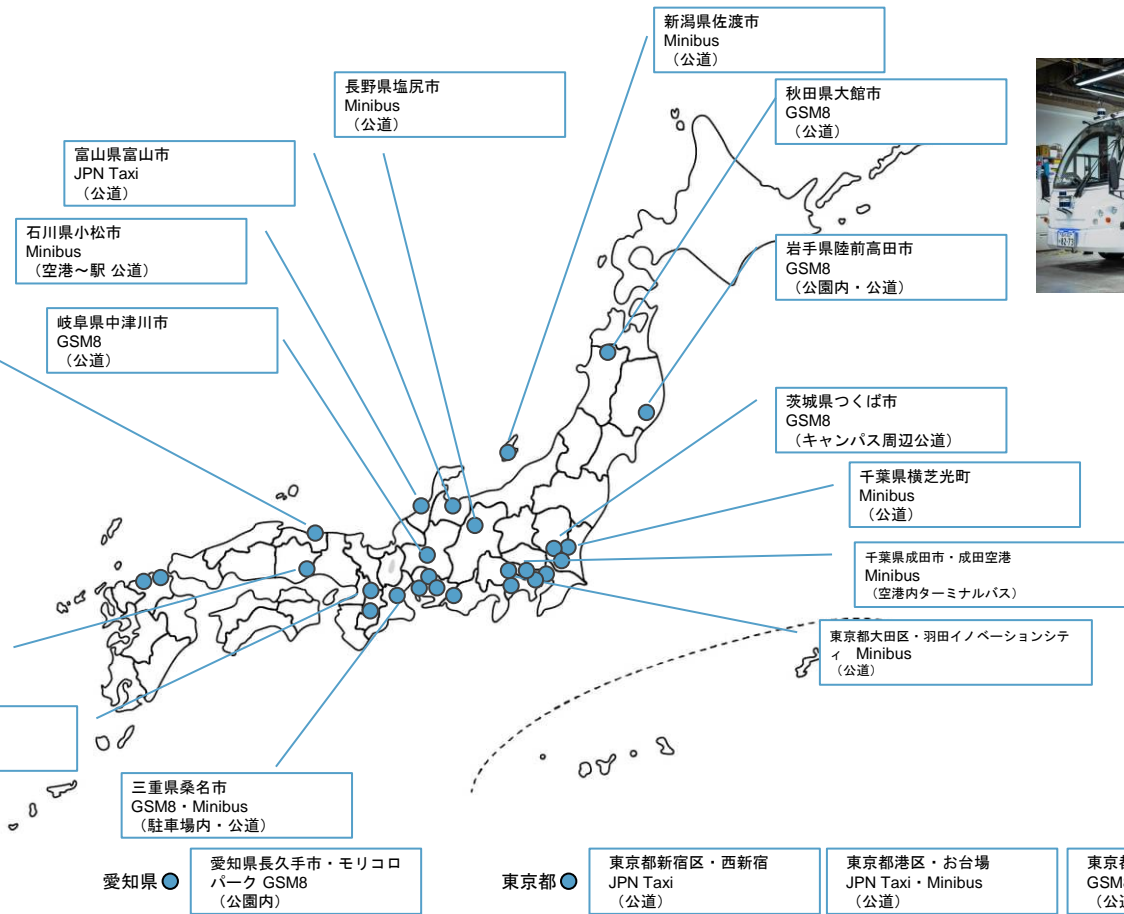 新潟県佐渡市
Minibus
（公道）
長野県塩尻市
Minibus
（公道）
秋田県大館市
GSM8
（公道）
富山県富山市
JPN Taxi
（公道）
石川県小松市
Minibus
（空港～駅 公道）
岩手県陸前高田市
GSM8
（公園内・公道）
岐阜県中津川市
GSM8
（公道）
茨城県つくば市
GSM8
（キャンパス周辺公道）
千葉県横芝光町
Minibus
（公道）
千葉県成田市・成田空港
Minibus
（空港内ターミナルバス）
東京都大田区・羽田イノベーションシテ
ィ　Minibus
（公道）
三重県桑名市
GSM8・Minibus
（駐車場内・公道）
愛知県
愛知県長久手市・モリコロ
パーク GSM8
（公園内）
東京都
東京都新宿区・西新宿
JPN Taxi
（公道）
東京都港区・お台場
JPN Taxi・Minibus
（公道）
東京都
GSM8
（公道